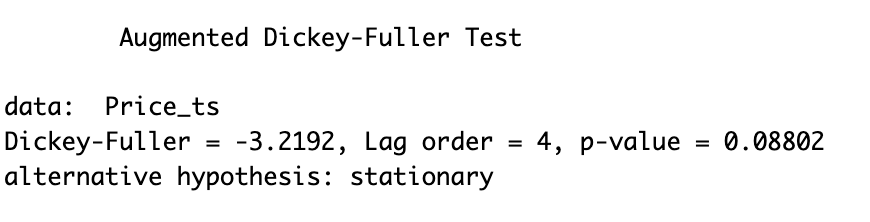 Augmented Dickey-Fuller Test
data:  Price_ts
Dickey-Fuller = -3.2192, Lag order = 4, p-value = 0.08802
alternative hypothesis: stationary